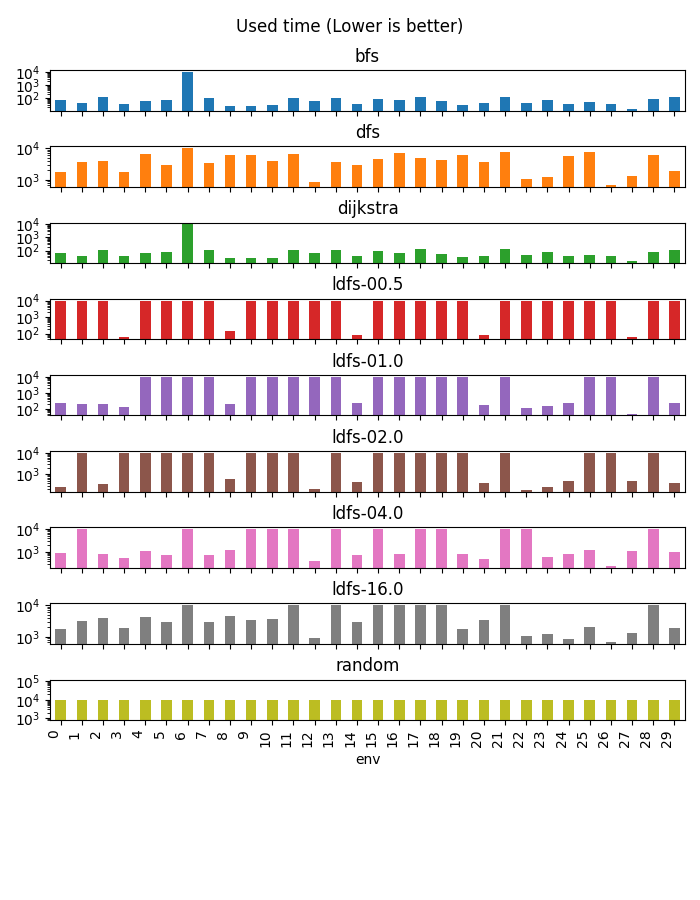 Used time (Lower is better)
bfs
10⁴
10³
10²
dfs
10⁴
10³
dijkstra
10⁴
10³
10²
ldfs-00.5
10⁴
10³
10²
ldfs-01.0
10⁴
10³
10²
ldfs-02.0
10⁴
10³
ldfs-04.0
10⁴
10³
ldfs-16.0
10⁴
10³
random
10⁵
10⁴
10³
0 1 2 3 4 5 6 7 8 9 10 11 12 13 14 15 16 17 18 19 20 21 22 23 24 25 26 27 28 29
env